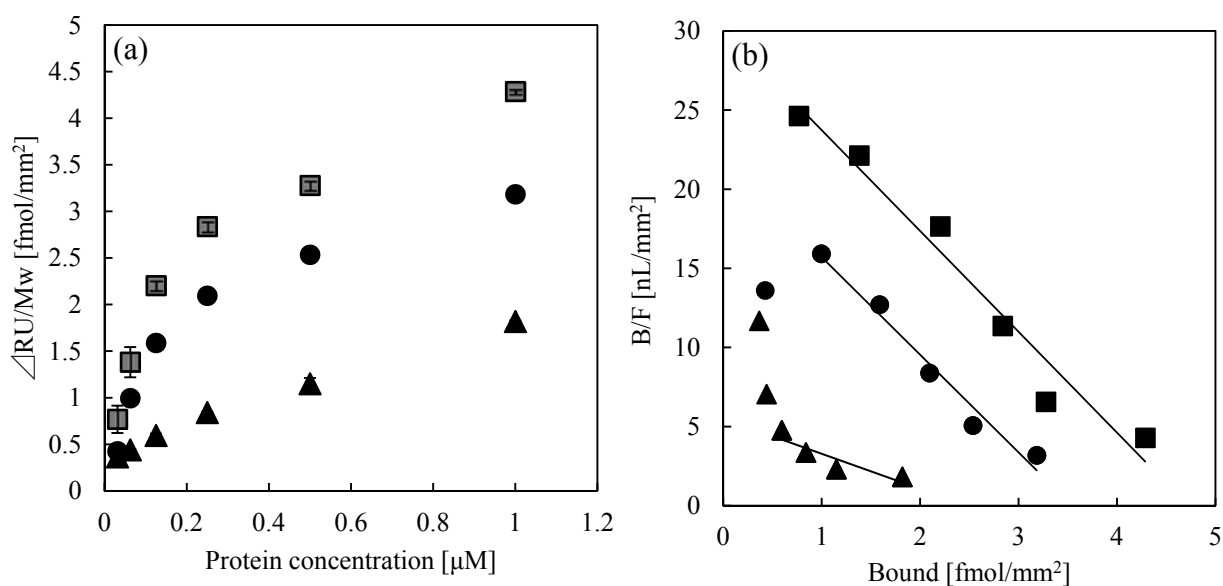 (a)
5
4.5
4
3.5
3
2.5
2
1.5
1
0.5
0
0 0.2 0.4 0.6 0.8 1 1.2
Protein concentration [μM]
⊿RU/Mw [fmol/mm²]
(b)
30
25
20
15
10
5
0
1 2 3 4 5
Bound [fmol/mm²]
B/F [nL/mm²]